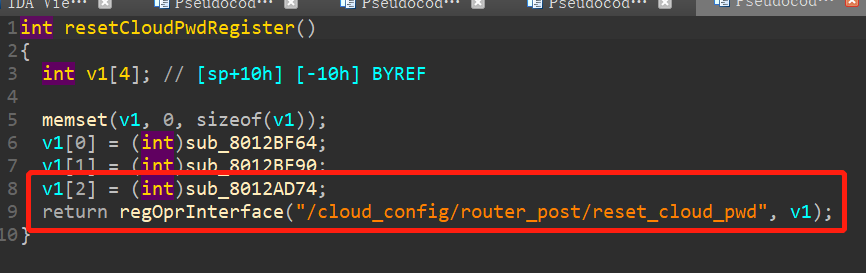 IDA Vie…
Pseudocod…
Pseudocod…
Pseudocod…
Pseudocod…
1 int resetCloudPwdRegister()
2 {
3 int v1[4]; // [sp+10h] [-10h] BYREF
4
5 memset(v1, 0, sizeof(v1));
6 v1[0] = (int)sub_8012BF64;
7 v1[1] = (int)sub_8012BE90;
8 v1[2] = (int)sub_8012AD74;
9 return regOprInterface("/cloud_config/router_post/reset_cloud_pwd", v1);
10 }